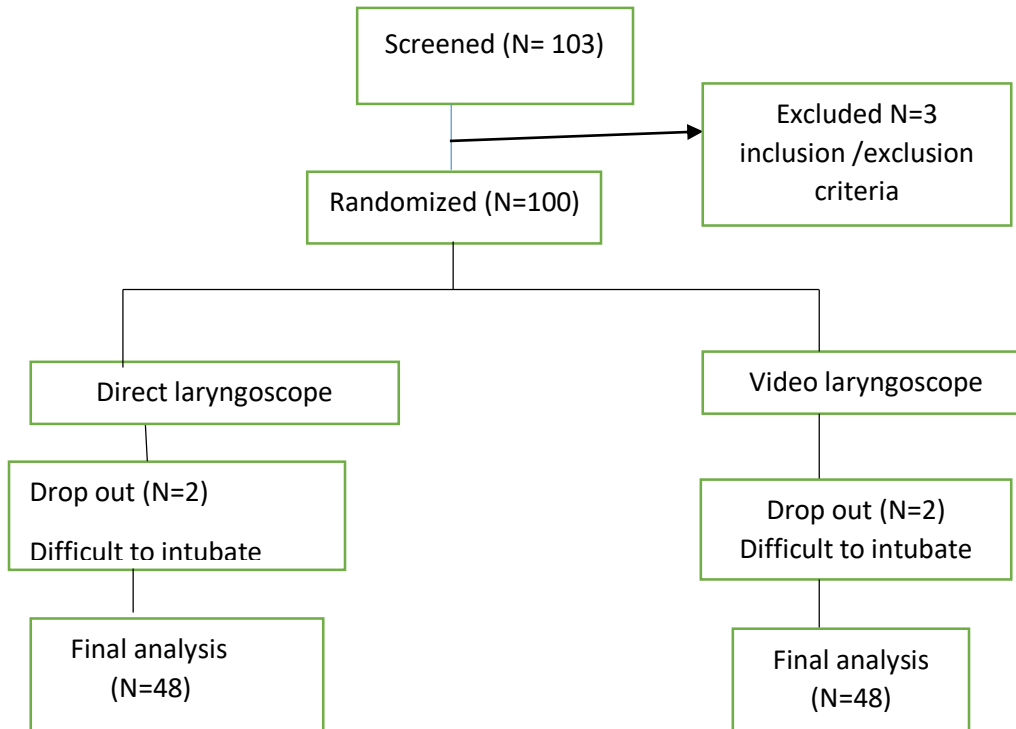 Screened (N= 103)
Excluded N=3
inclusion /exclusion
criteria
Randomized (N=100)
Direct laryngoscope
Video laryngoscope
Drop out (N=2)
Difficult to intubate
Drop out (N=2)
Difficult to intubate
Final analysis
(N=48)
Final analysis
(N=48)